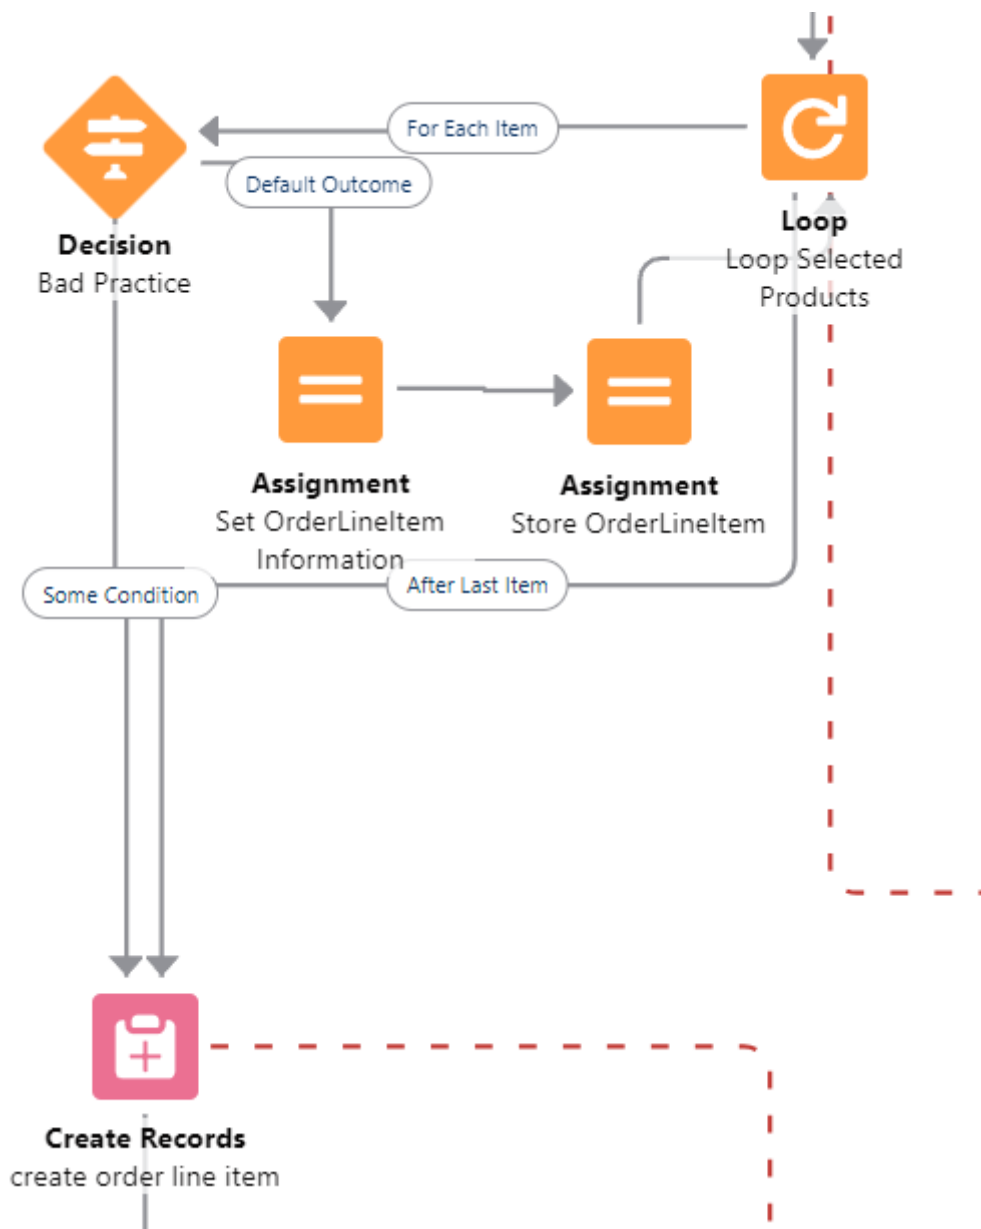 For Each Item
Default Outcome
Decision
Bad Practice
Loop
Loop Selected
Products
Assignment
Set OrderLineItem
Information
Assignment
Store OrderLineItem
Some Condition
After Last Item
Create Records
create order line item